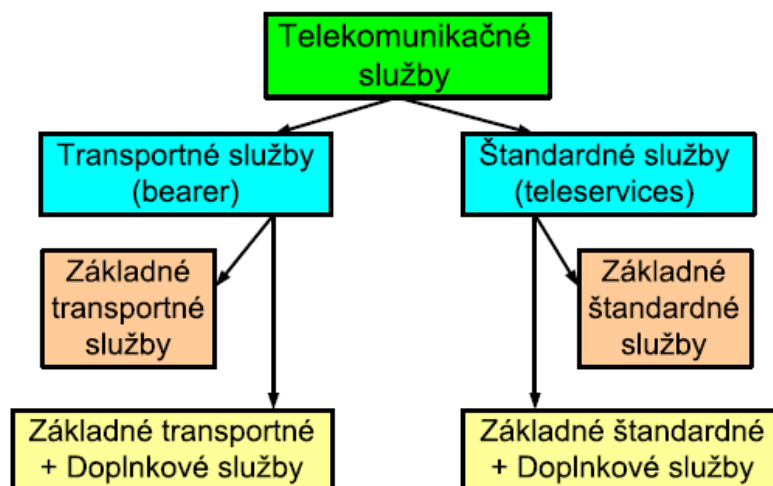 Telekomunikačné
služby
Transportné služby
(bearer)
Štandardné služby
(teleservices)
Základné
transportné
služby
Základné
štandardné
služby
Základné transportné
+ Doplnkové služby
Základné štandardné
+ Doplnkové služby